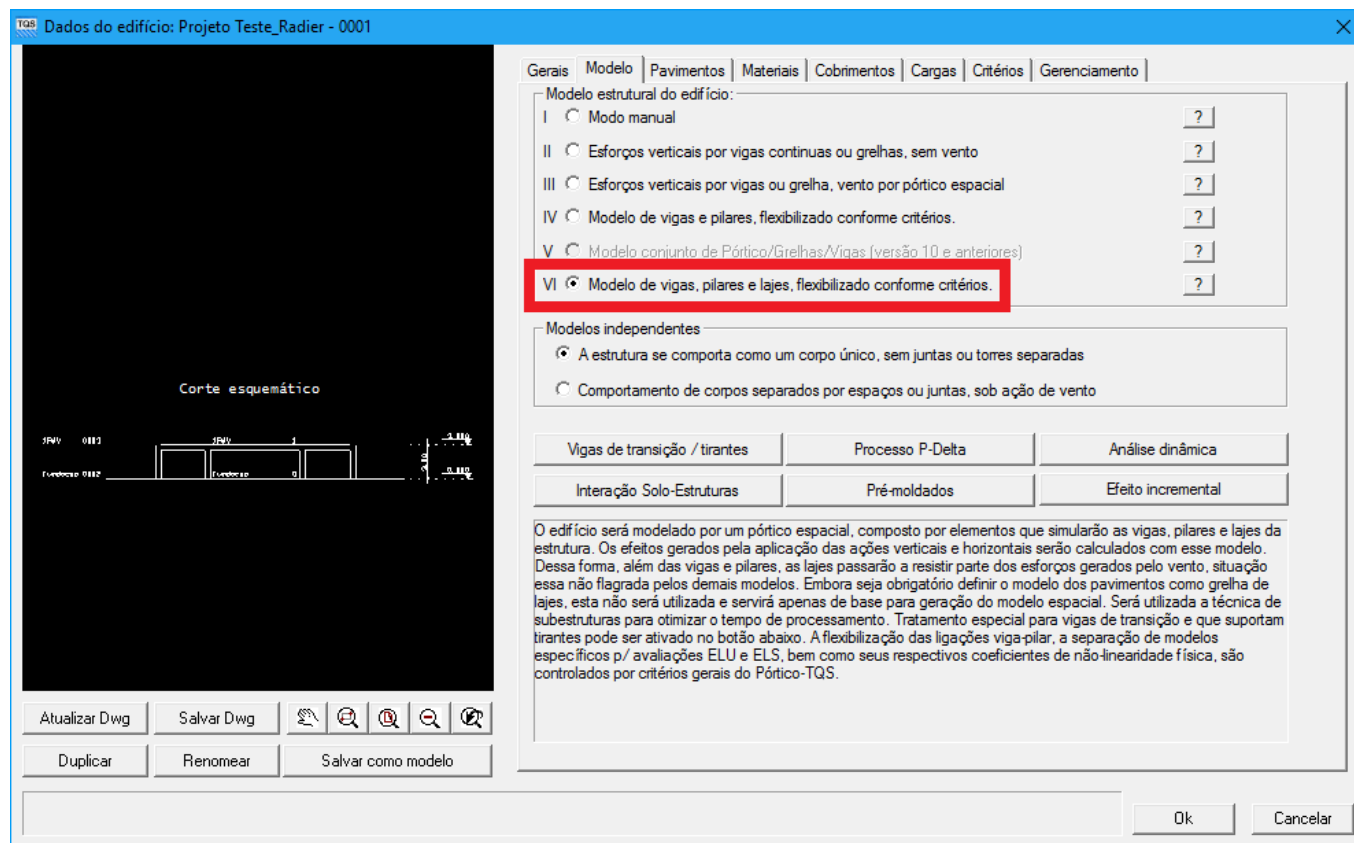 TQS Dados do edifício: Projeto Teste_Radier - 0001
Gerais Modelo Pavimentos Materiais Cobrimentos Cargas Critérios Gerenciamento
Modelo estrutural do edifício:
I Modo manual ?
II Esforços verticais por vigas continuas ou grelhas, sem vento ?
III Esforços verticais por vigas ou grelha, vento por pórtico espacial ?
IV Modelo de vigas e pilares, flexibilizado conforme critérios. ?
V Modelo conjunto de Pórtico/Grelhas/Vigas (versão 10 e anteriores) ?
VI Modelo de vigas, pilares e lajes, flexibilizado conforme critérios. ?
Modelos independentes
A estrutura se comporta como um corpo único, sem juntas ou torres separadas
Comportamento de corpos separados por espaços ou juntas, sob ação de vento
Corte esquemático
Vigas de transição / tirantes Processo P-Delta Análise dinâmica
Interação Solo-Estruturas Pré-moldados Efeito incremental
O edifício será modelado por um pórtico espacial, composto por elementos que simularão as vigas, pilares e lajes da
estrutura. Os efeitos gerados pela aplicação das ações verticais e horizontais serão calculados com esse modelo.
Dessa forma, além das vigas e pilares, as lajes passarão a resistir parte dos esforços gerados pelo vento, situação
essa não flagrada pelos demais modelos. Embora seja obrigatório definir o modelo dos pavimentos como grelha de
lajes, esta não será utilizada e servirá apenas de base para geração do modelo espacial. Será utilizada a técnica de
subestruturas para otimizar o tempo de processamento. Tratamento especial para vigas de transição e que suportam
tirantes pode ser ativado no botão abaixo. A flexibilização das ligações viga-pilar, a separação de modelos
específicos p/ avaliações ELU e ELS, bem como seus respectivos coeficientes de não-linearidade física, são
controlados por critérios gerais do Pórtico-TQS.
Atualizar Dwg Salvar Dwg
Duplicar Renomear Salvar como modelo
Ok Cancelar